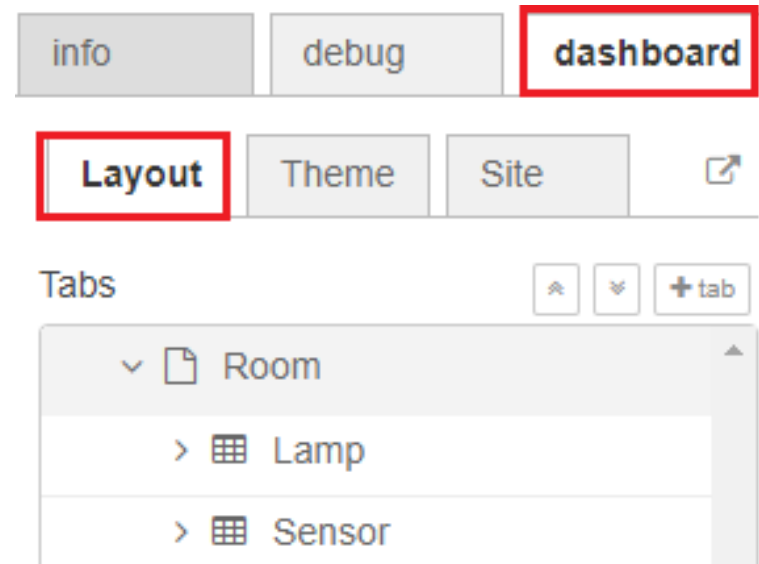 info debug dashboard
Layout Theme Site
Tabs +tab
Room
Lamp
Sensor